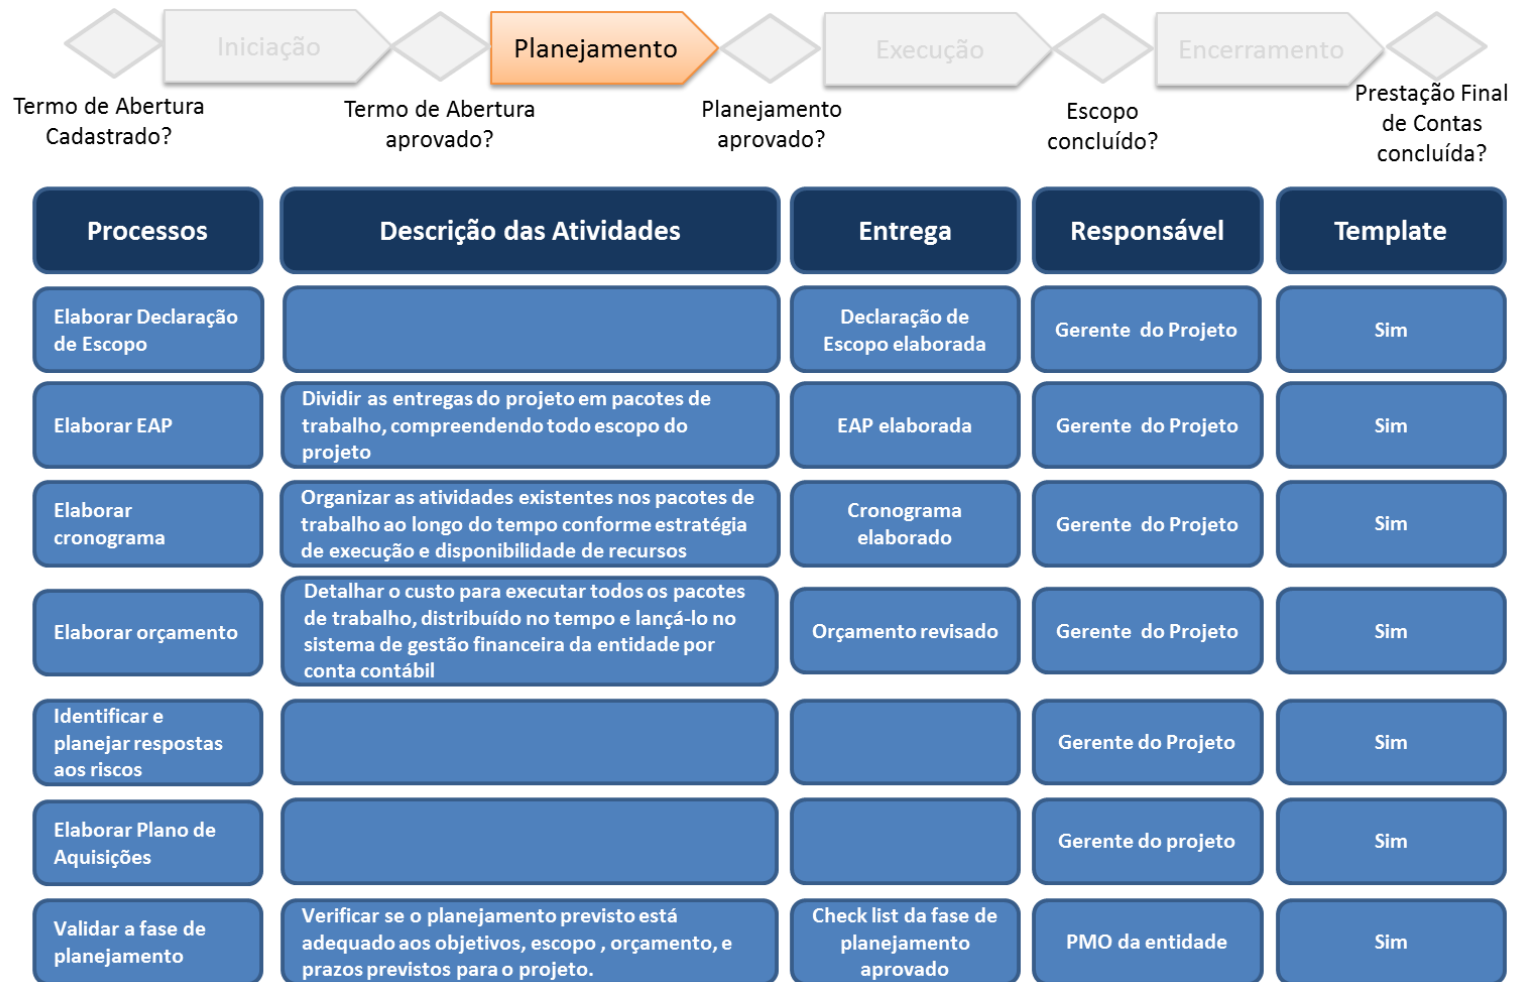 Iniciação
Planejamento
Execução
Encerramento
Termo de Abertura
Cadastrado?
Termo de Abertura
aprovado?
Planejamento
aprovado?
Escopo
concluído?
Prestação Final
de Contas
concluída?
Processos
Descrição das Atividades
Entrega
Responsável
Template
Elaborar Declaração
de Escopo
Declaração de
Escopo elaborada
Gerente do Projeto
Sim
Elaborar EAP
Dividir as entregas do projeto em pacotes de
trabalho, compreendendo todo escopo do
projeto
EAP elaborada
Gerente do Projeto
Sim
Elaborar
cronograma
Organizar as atividades existentes nos pacotes de
trabalho ao longo do tempo conforme estratégia
de execução e disponibilidade de recursos
Cronograma
elaborado
Gerente do Projeto
Sim
Elaborar orçamento
Detalhar o custo para executar todos os pacotes
de trabalho, distribuído no tempo e lançá-lo no
sistema de gestão financeira da entidade por
conta contábil
Orçamento revisado
Gerente do Projeto
Sim
Identificar e
planejar respostas
aos riscos
Gerente do Projeto
Sim
Elaborar Plano de
Aquisições
Gerente do projeto
Sim
Validar a fase de
planejamento
Verificar se o planejamento previsto está
adequado aos objetivos, escopo , orçamento, e
prazos previstos para o projeto.
Check list da fase de
planejamento
aprovado
PMO da entidade
Sim